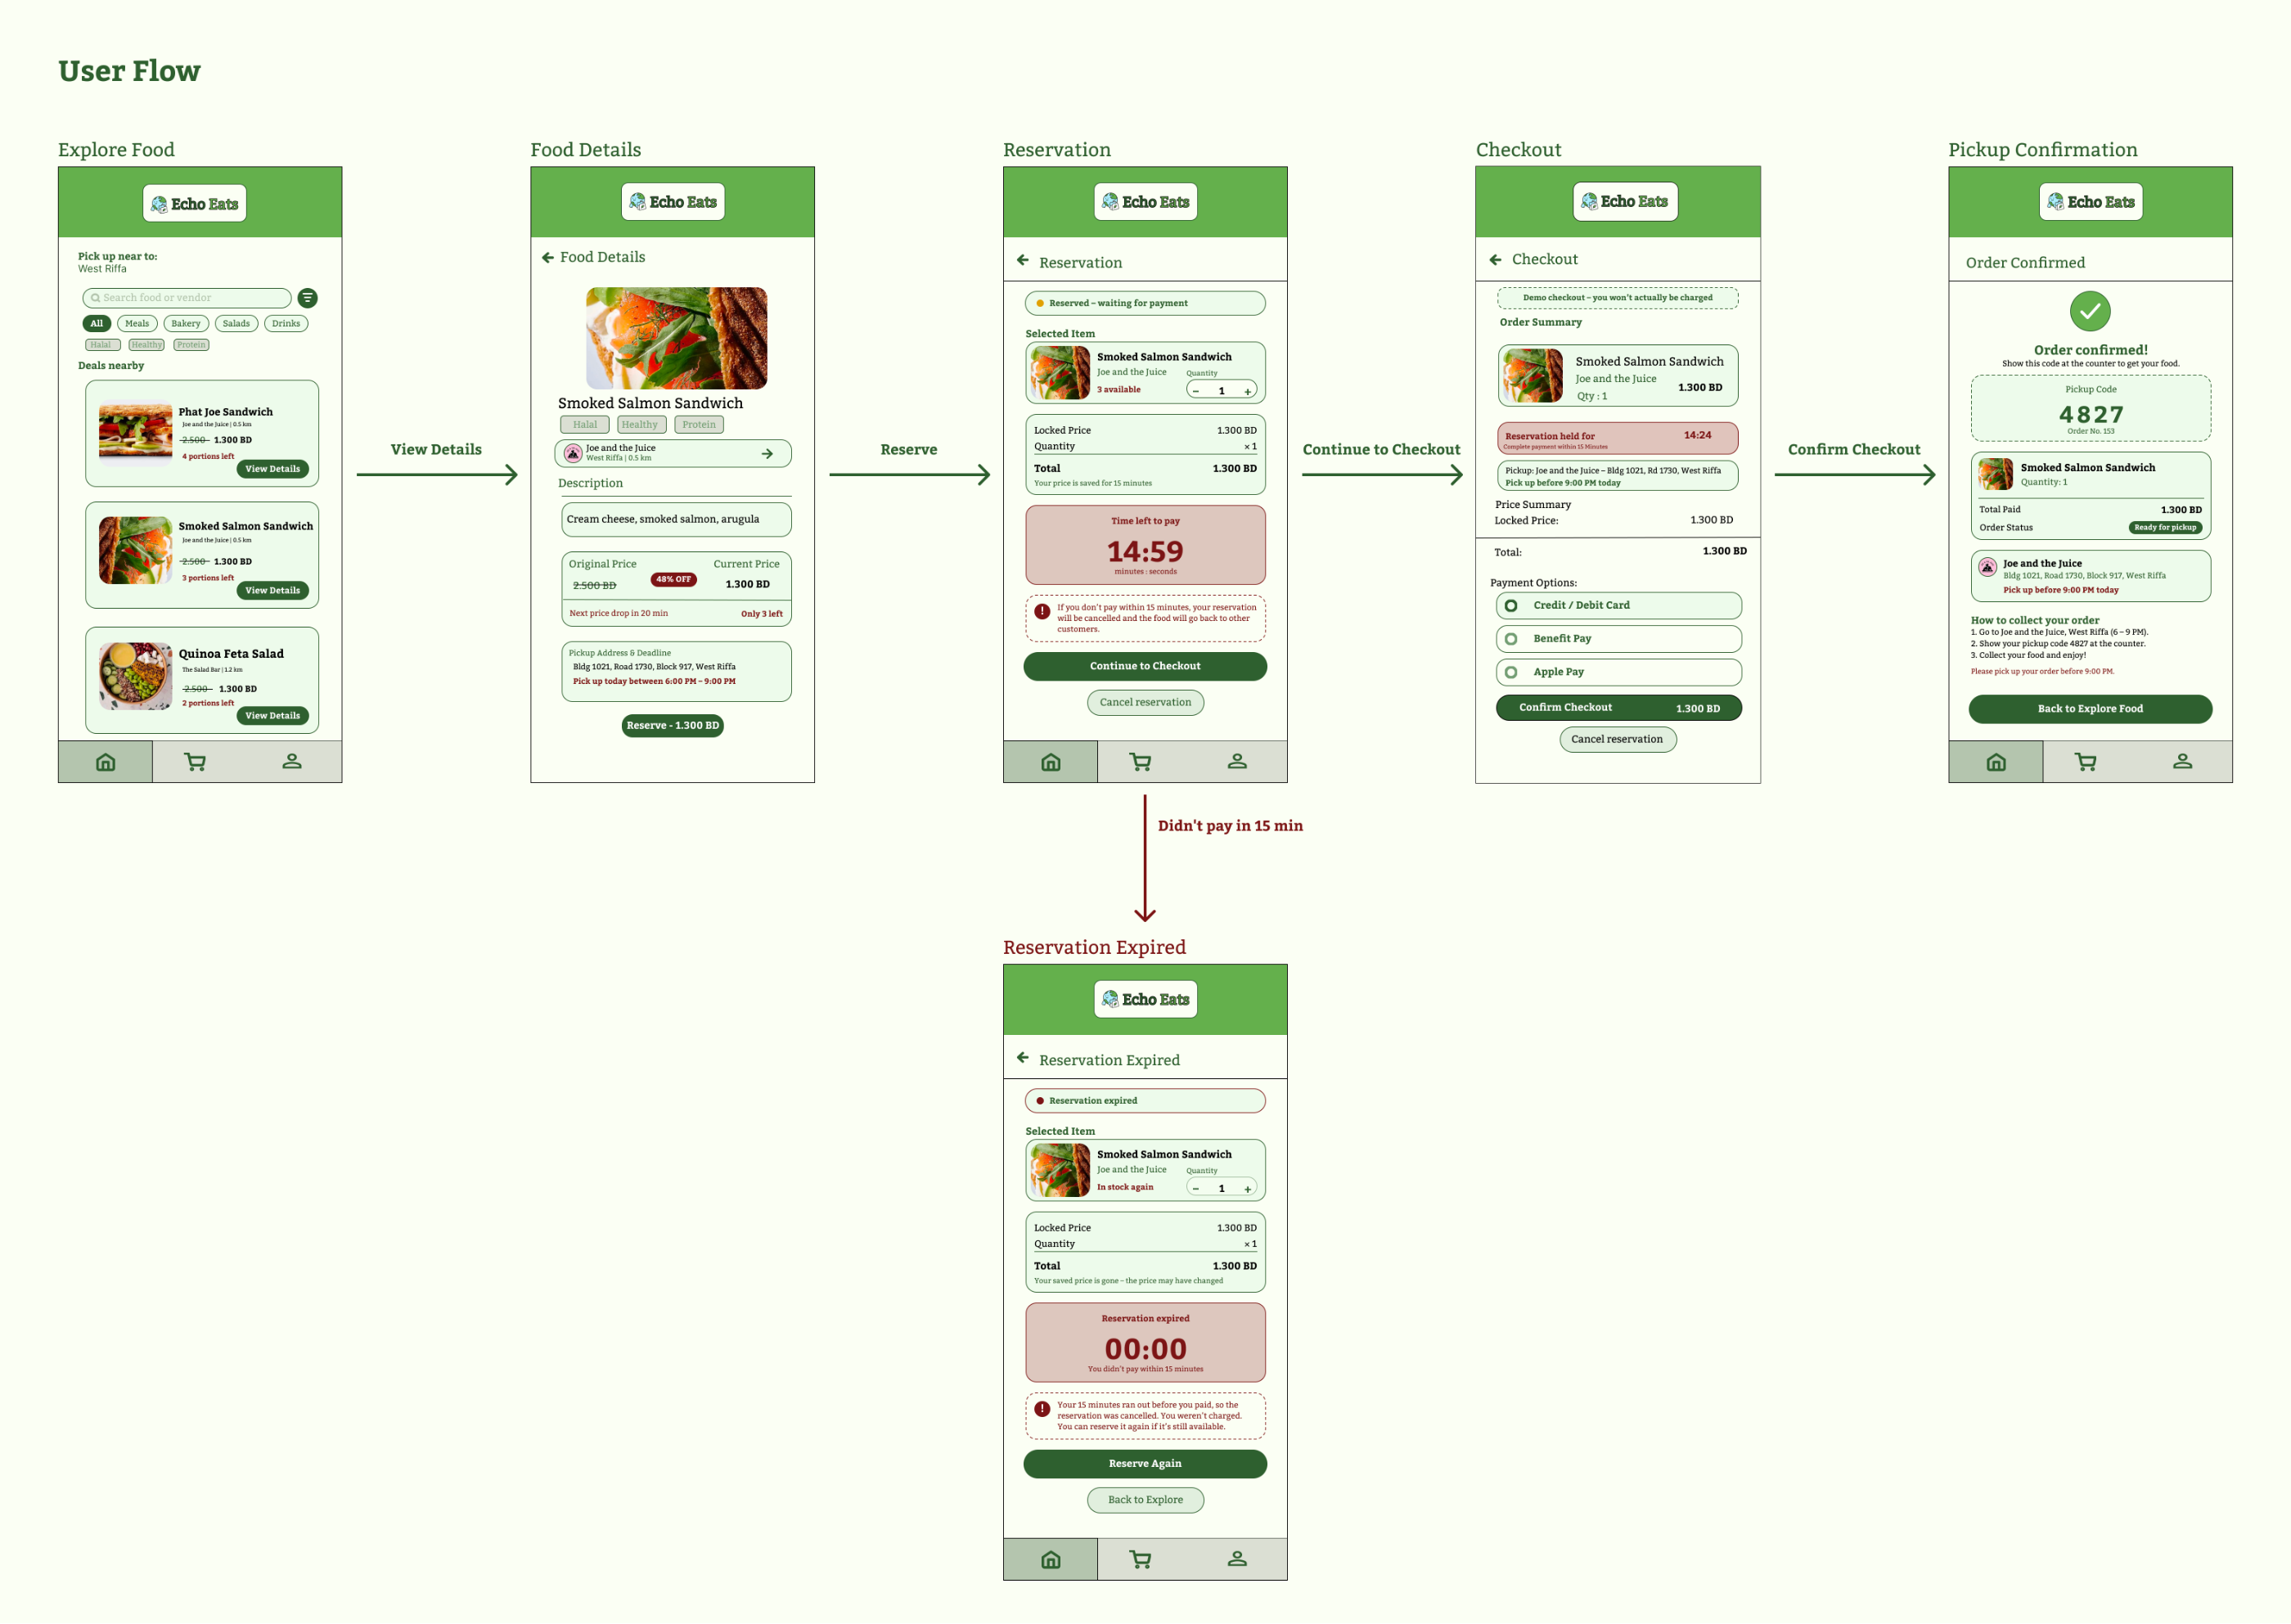 User Flow
Explore Food
Echo Eats
Pick up near to:
West Riffa
Search food or vendor
All
Meals
Bakery
Salads
Drinks
Halal
Healthy
Protein
Deals nearby
Phat Joe Sandwich
Joe and the Juice | 0.5 km
2.500 1.300 BD
4 portions left
View Details
Smoked Salmon Sandwich
Joe and the Juice | 0.5 km
2.500 1.300 BD
3 portions left
View Details
Quinoa Feta Salad
The Salad Bar | 1.2 km
2.500 1.300 BD
2 portions left
View Details
View Details
Food Details
Echo Eats
Food Details
Smoked Salmon Sandwich
Halal
Healthy
Protein
Joe and the Juice
West Riffa | 0.5 km
Description
Cream cheese, smoked salmon, arugula
Original Price
Current Price
2.500 BD
48% OFF
1.300 BD
Next price drop in 20 min
Only 3 left
Pickup Address & Deadline
Bldg 1021, Road 1730, Block 917, West Riffa
Pick up today between 6:00 PM – 9:00 PM
Reserve - 1.300 BD
Reserve
Reservation
Echo Eats
Reservation
Reserved – waiting for payment
Selected Item
Smoked Salmon Sandwich
Joe and the Juice
Quantity
3 available
− 1 +
Locked Price 1.300 BD
Quantity × 1
Total 1.300 BD
Your price is saved for 15 minutes
Time left to pay
14:59
minutes : seconds
! If you don't pay within 15 minutes, your reservation
will be cancelled and the food will go back to other
customers.
Continue to Checkout
Cancel reservation
Continue to Checkout
Checkout
Echo Eats
Checkout
Demo checkout – you won't actually be charged
Order Summary
Smoked Salmon Sandwich
Joe and the Juice
1.300 BD
Qty : 1
Reservation held for 14:24
Complete payment within 15 Minutes
Pickup: Joe and the Juice – Bldg 1021, Rd 1730, West Riffa
Pick up before 9:00 PM today
Price Summary
Locked Price: 1.300 BD
Total: 1.300 BD
Payment Options:
Credit / Debit Card
Benefit Pay
Apple Pay
Confirm Checkout 1.300 BD
Cancel reservation
Confirm Checkout
Pickup Confirmation
Echo Eats
Order Confirmed
Order confirmed!
Show this code at the counter to get your food.
Pickup Code
4827
Order No. 153
Smoked Salmon Sandwich
Quantity: 1
Total Paid 1.300 BD
Order Status Ready for pickup
Joe and the Juice
Bldg 1021, Road 1730, Block 917, West Riffa
Pick up before 9:00 PM today
How to collect your order
1. Go to Joe and the Juice, West Riffa (6 – 9 PM).
2. Show your pickup code 4827 at the counter.
3. Collect your food and enjoy!
Please pick up your order before 9:00 PM.
Back to Explore Food
Didn't pay in 15 min
Reservation Expired
Echo Eats
Reservation Expired
Reservation expired
Selected Item
Smoked Salmon Sandwich
Joe and the Juice
Quantity
In stock again
− 1 +
Locked Price 1.300 BD
Quantity × 1
Total 1.300 BD
Your saved price is gone – the price may have changed
Reservation expired
00:00
You didn't pay within 15 minutes
! Your 15 minutes ran out before you paid, so the
reservation was cancelled. You weren't charged.
You can reserve it again if it's still available.
Reserve Again
Back to Explore